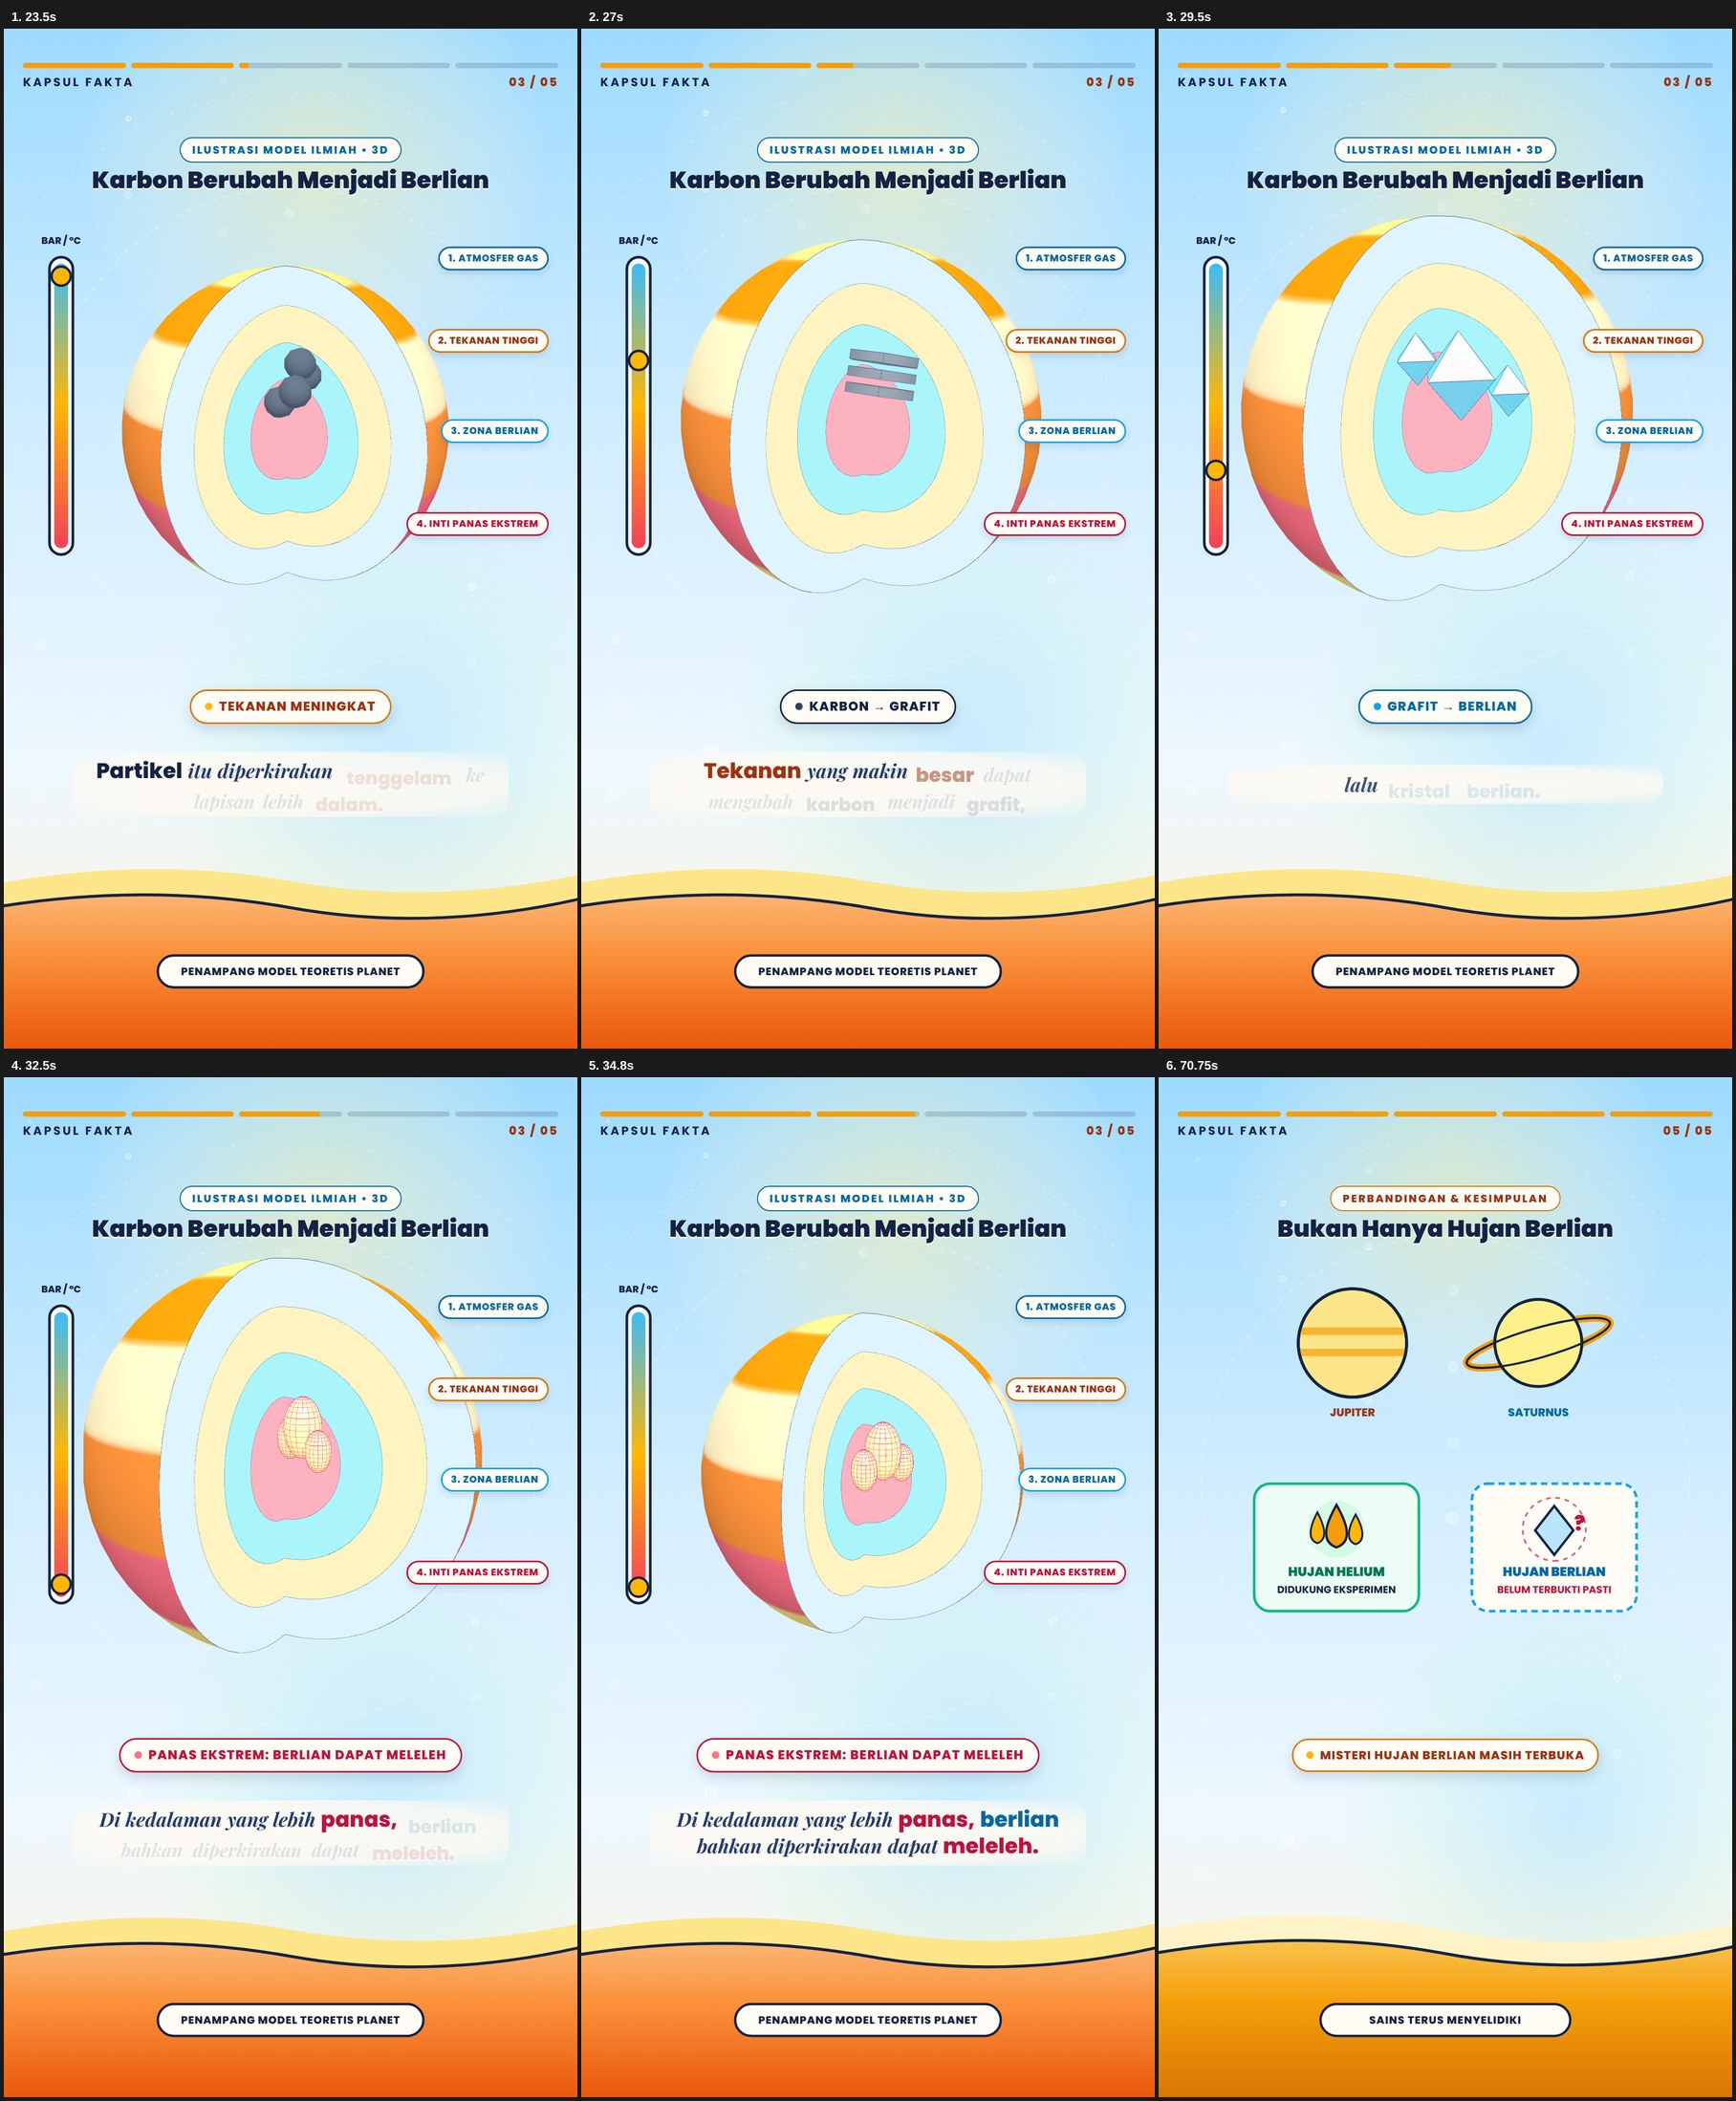 1. 23.5s
KAPSUL FAKTA
03 / 05
ILUSTRASI MODEL ILMIAH • 3D
Karbon Berubah Menjadi Berlian
BAR / °C
1. ATMOSFER GAS
2. TEKANAN TINGGI
3. ZONA BERLIAN
4. INTI PANAS EKSTREM
TEKANAN MENINGKAT
Partikel itu diperkirakan tenggelam ke
lapisan lebih dalam.
PENAMPANG MODEL TEORETIS PLANET
2. 27s
KAPSUL FAKTA
03 / 05
ILUSTRASI MODEL ILMIAH • 3D
Karbon Berubah Menjadi Berlian
BAR / °C
1. ATMOSFER GAS
2. TEKANAN TINGGI
3. ZONA BERLIAN
4. INTI PANAS EKSTREM
KARBON → GRAFIT
Tekanan yang makin besar dapat
mengubah karbon menjadi grafit,
PENAMPANG MODEL TEORETIS PLANET
3. 29.5s
KAPSUL FAKTA
03 / 05
ILUSTRASI MODEL ILMIAH • 3D
Karbon Berubah Menjadi Berlian
BAR / °C
1. ATMOSFER GAS
2. TEKANAN TINGGI
3. ZONA BERLIAN
4. INTI PANAS EKSTREM
GRAFIT → BERLIAN
lalu kristal berlian.
PENAMPANG MODEL TEORETIS PLANET
4. 32.5s
KAPSUL FAKTA
03 / 05
ILUSTRASI MODEL ILMIAH • 3D
Karbon Berubah Menjadi Berlian
BAR / °C
1. ATMOSFER GAS
2. TEKANAN TINGGI
3. ZONA BERLIAN
4. INTI PANAS EKSTREM
PANAS EKSTREM: BERLIAN DAPAT MELELEH
Di kedalaman yang lebih panas, berlian
bahkan diperkirakan dapat meleleh.
PENAMPANG MODEL TEORETIS PLANET
5. 34.8s
KAPSUL FAKTA
03 / 05
ILUSTRASI MODEL ILMIAH • 3D
Karbon Berubah Menjadi Berlian
BAR / °C
1. ATMOSFER GAS
2. TEKANAN TINGGI
3. ZONA BERLIAN
4. INTI PANAS EKSTREM
PANAS EKSTREM: BERLIAN DAPAT MELELEH
Di kedalaman yang lebih panas, berlian
bahkan diperkirakan dapat meleleh.
PENAMPANG MODEL TEORETIS PLANET
6. 70.75s
KAPSUL FAKTA
05 / 05
PERBANDINGAN & KESIMPULAN
Bukan Hanya Hujan Berlian
JUPITER
SATURNUS
HUJAN HELIUM
DIDUKUNG EKSPERIMEN
?
HUJAN BERLIAN
BELUM TERBUKTI PASTI
MISTERI HUJAN BERLIAN MASIH TERBUKA
SAINS TERUS MENYELIDIKI